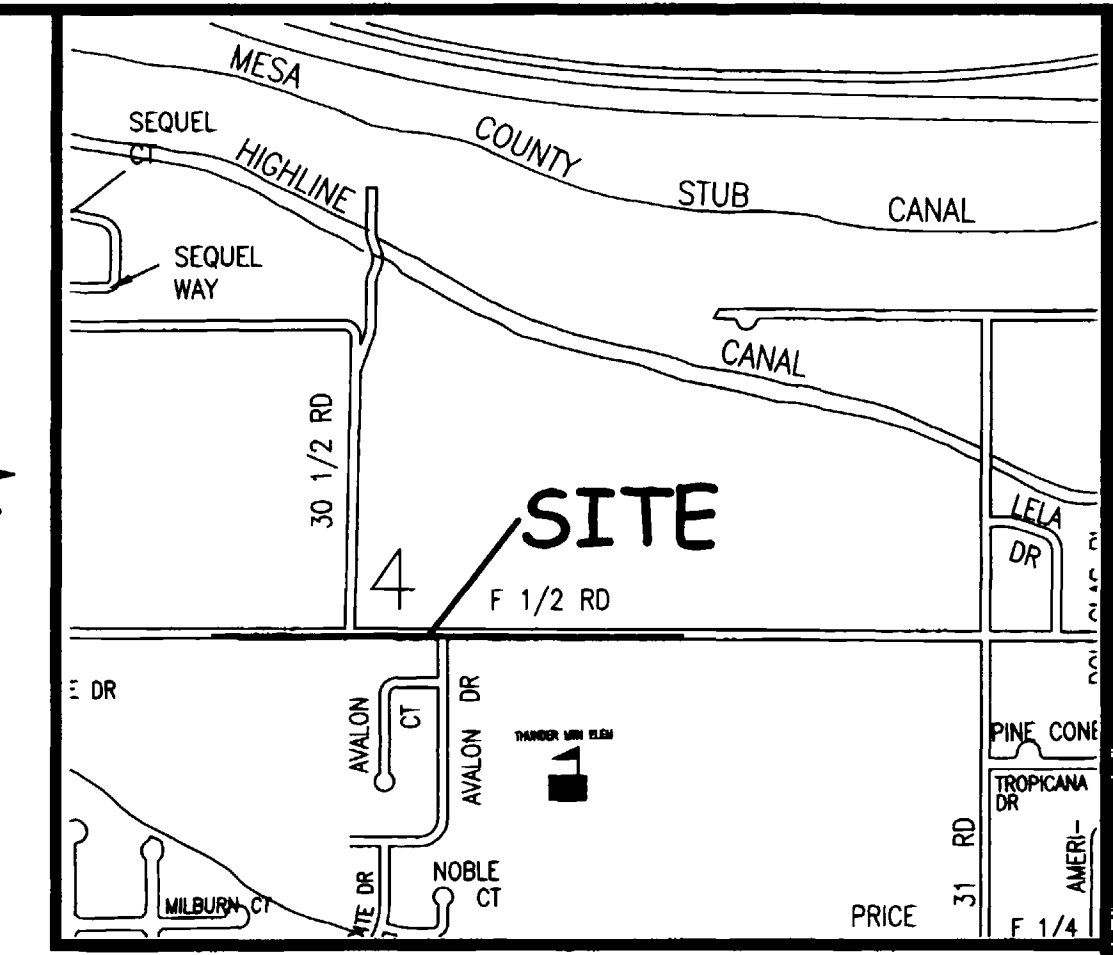 MESA
COUNTY
STUB
CANAL
SEQUEL
CT
HIGHLINE
SEQUEL
WAY
CANAL
30 1/2 RD
SITE
LELA
DR
4
F 1/2 RD
E DR
AVALON
CT
AVALON DR
THUNDER MTN ELEM
PINE CONE
TROPICANA
DR
31 RD
AMERI-
NOBLE
CT
MILBURN CT
TE DR
PRICE
F 1/4